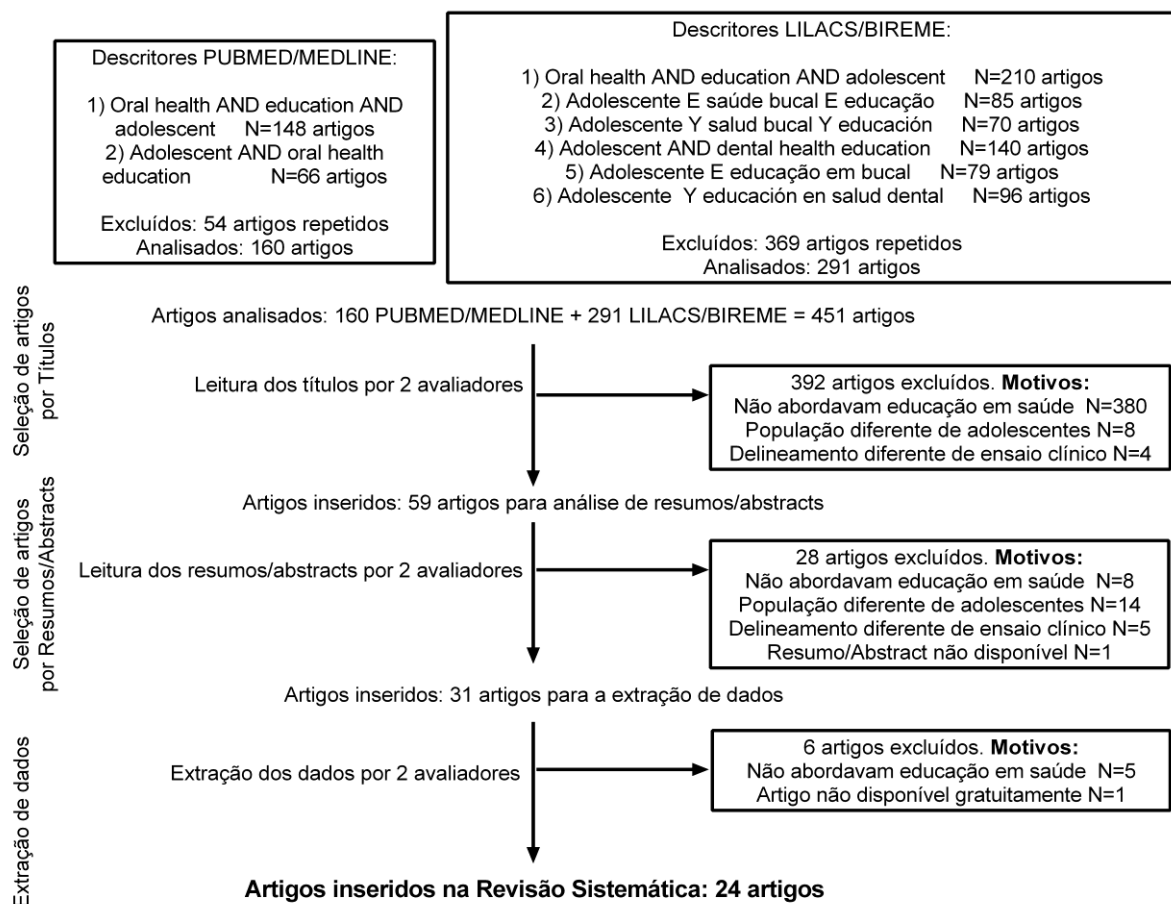 Descritores PUBMED/MEDLINE:
1) Oral health AND education AND
adolescent N=148 artigos
2) Adolescent AND oral health
education N=66 artigos
Excluídos: 54 artigos repetidos
Analisados: 160 artigos
Descritores LILACS/BIREME:
1) Oral health AND education AND adolescent N=210 artigos
2) Adolescente E saúde bucal E educação N=85 artigos
3) Adolescente Y salud bucal Y educación N=70 artigos
4) Adolescent AND dental health education N=140 artigos
5) Adolescente E educação em bucal N=79 artigos
6) Adolescente Y educación en salud dental N=96 artigos
Excluídos: 369 artigos repetidos
Analisados: 291 artigos
Seleção de artigos
por Títulos
Artigos analisados: 160 PUBMED/MEDLINE + 291 LILACS/BIREME = 451 artigos
Leitura dos títulos por 2 avaliadores
392 artigos excluídos. Motivos:
Não abordavam educação em saúde N=380
População diferente de adolescentes N=8
Delineamento diferente de ensaio clínico N=4
Seleção de artigos
por Resumos/Abstracts
Artigos inseridos: 59 artigos para análise de resumos/abstracts
Leitura dos resumos/abstracts por 2 avaliadores
28 artigos excluídos. Motivos:
Não abordavam educação em saúde N=8
População diferente de adolescentes N=14
Delineamento diferente de ensaio clínico N=5
Resumo/Abstract não disponível N=1
Artigos inseridos: 31 artigos para a extração de dados
Extração de dados
Extração dos dados por 2 avaliadores
6 artigos excluídos. Motivos:
Não abordavam educação em saúde N=5
Artigo não disponível gratuitamente N=1
Artigos inseridos na Revisão Sistemática: 24 artigos